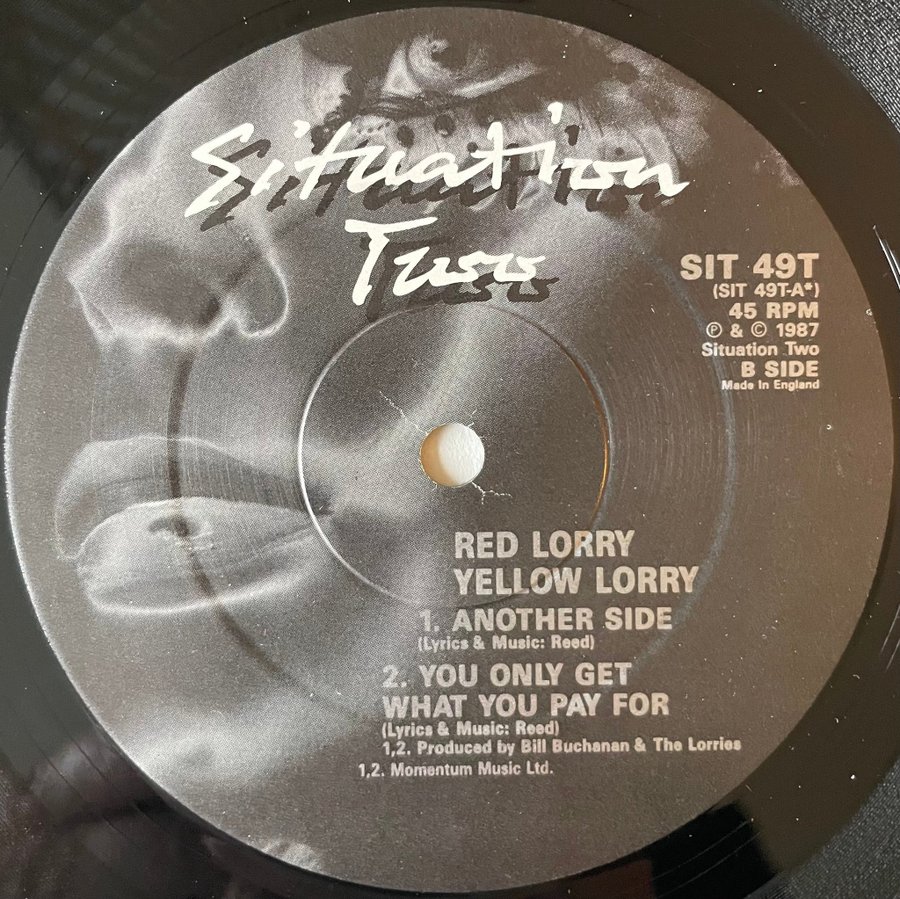 Situation
Two
SIT 49T
(SIT 49T-A*)
45 RPM
℗ & © 1987
Situation Two
B SIDE
Made In England
RED LORRY
YELLOW LORRY
1. ANOTHER SIDE
(Lyrics & Music: Reed)
2. YOU ONLY GET
WHAT YOU PAY FOR
(Lyrics & Music: Reed)
1,2. Produced by Bill Buchanan & The Lorries
1,2. Momentum Music Ltd.